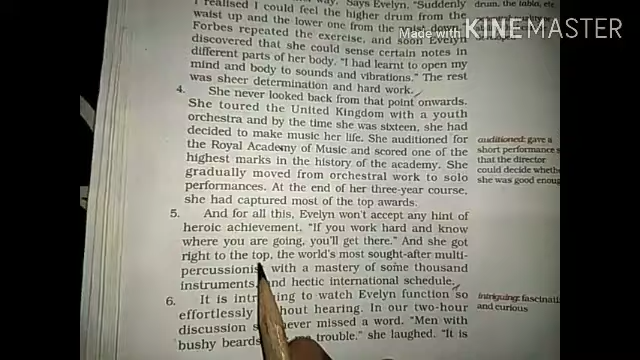 way. Says Evelyn, "Suddenly
I realised I could feel the higher drum from the
waist up and the lower one from the waist down.
Forbes repeated the exercise, and soon Evelyn
discovered that she could sense certain notes in
different parts of her body. "I had learnt to open my
mind and body to sounds and vibrations." The rest
was sheer determination and hard work.
4. She never looked back from that point onwards.
She toured the United Kingdom with a youth
orchestra and by the time she was sixteen, she had
decided to make music her life. She auditioned for
the Royal Academy of Music and scored one of the
highest marks in the history of the academy. She
gradually moved from orchestral work to solo
performances. At the end of her three-year course,
she had captured most of the top awards.
5. And for all this, Evelyn won't accept any hint of
heroic achievement. "If you work hard and know
where you are going, you'll get there." And she got
right to the top, the world's most sought-after multi-
percussionist with a mastery of some thousand
instruments, and hectic international schedule.
6. It is intriguing to watch Evelyn function so
effortlessly without hearing. In our two-hour
discussion she never missed a word. "Men with
bushy beards trouble." she laughed. "It is
drum, the tabla, etc
auditioned: gave a
short performance s
that the director
could decide wheth
she was good enoug
intriguing: fascinati
and curious
Made with KINEMASTER